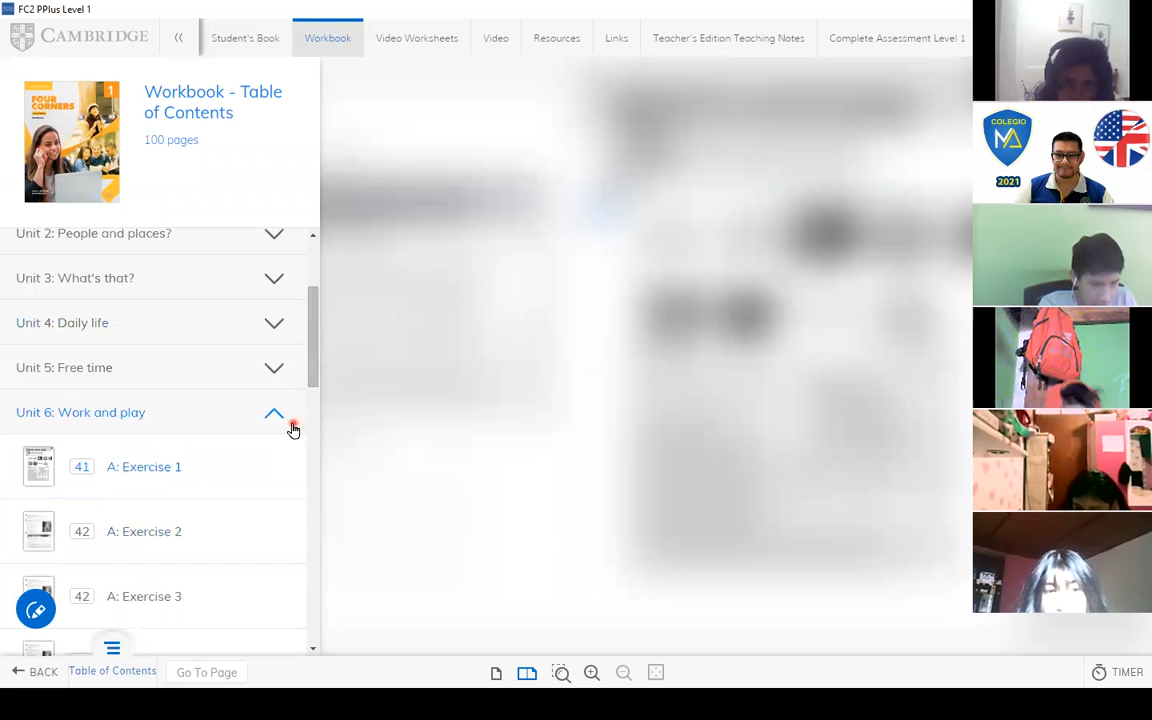 FC2 PPlus Level 1
CAMBRIDGE
Student's Book
Workbook
Video Worksheets
Video
Resources
Links
Teacher's Edition Teaching Notes
Complete Assessment Level 1
FOUR
CORNERS
1
Workbook - Table
of Contents
100 pages
Unit 2: People and places?
Unit 3: What's that?
Unit 4: Daily life
Unit 5: Free time
Unit 6: Work and play
41 A: Exercise 1
42 A: Exercise 2
42 A: Exercise 3
BACK
Table of Contents
Go To Page
TIMER
COLEGIO
MA
2021